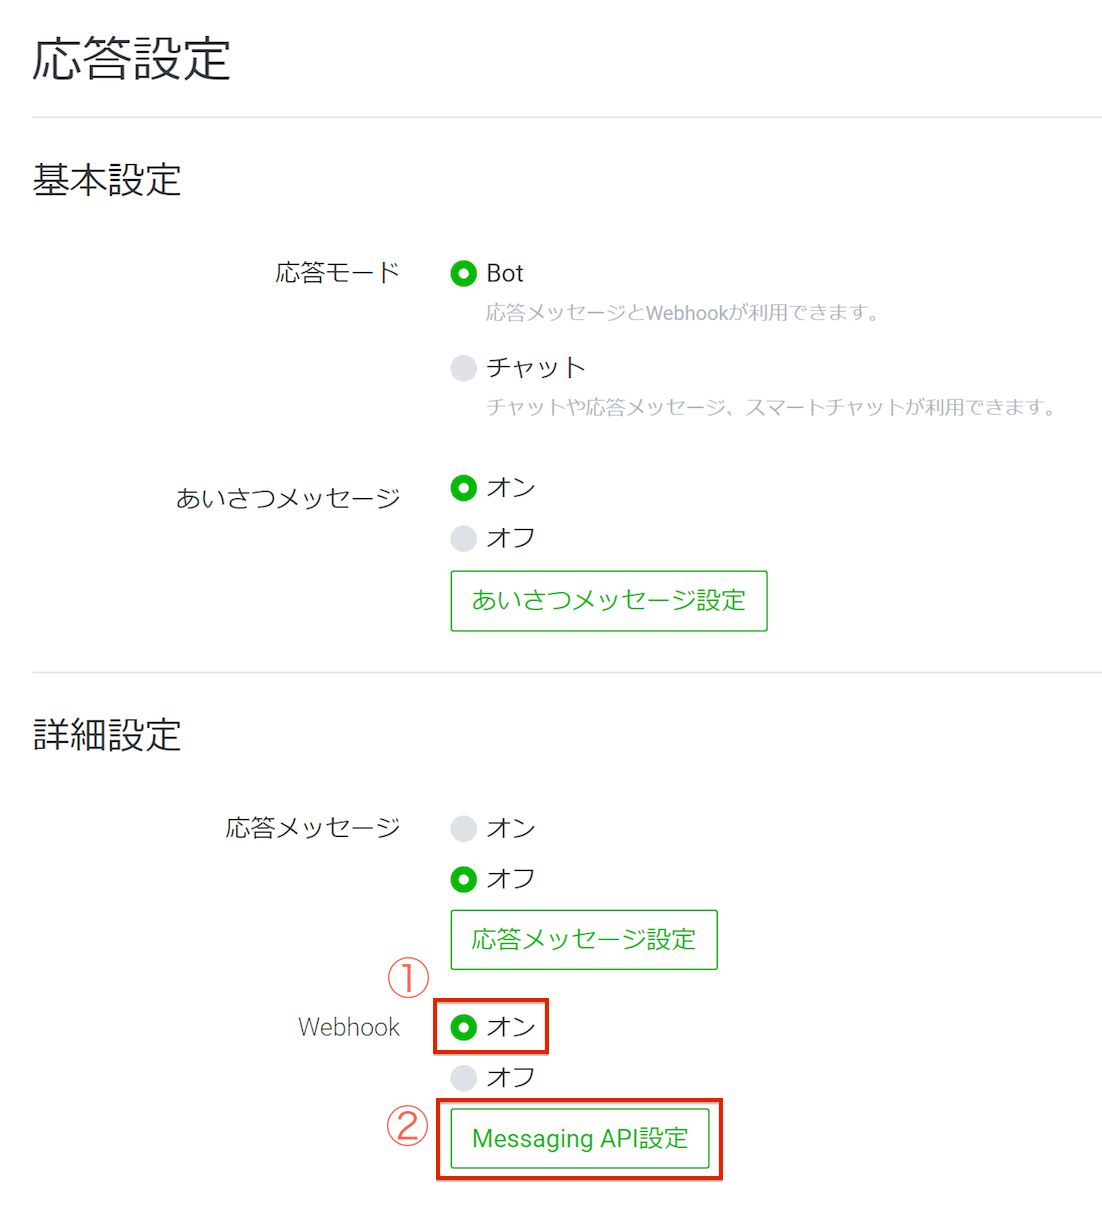 応答設定
基本設定
応答モード
Bot
応答メッセージとWebhookが利用できます。
チャット
チャットや応答メッセージ、スマートチャットが利用できます。
あいさつメッセージ
オン
オフ
あいさつメッセージ設定
詳細設定
応答メッセージ
オン
オフ
応答メッセージ設定
①
Webhook
オン
オフ
②
Messaging API設定